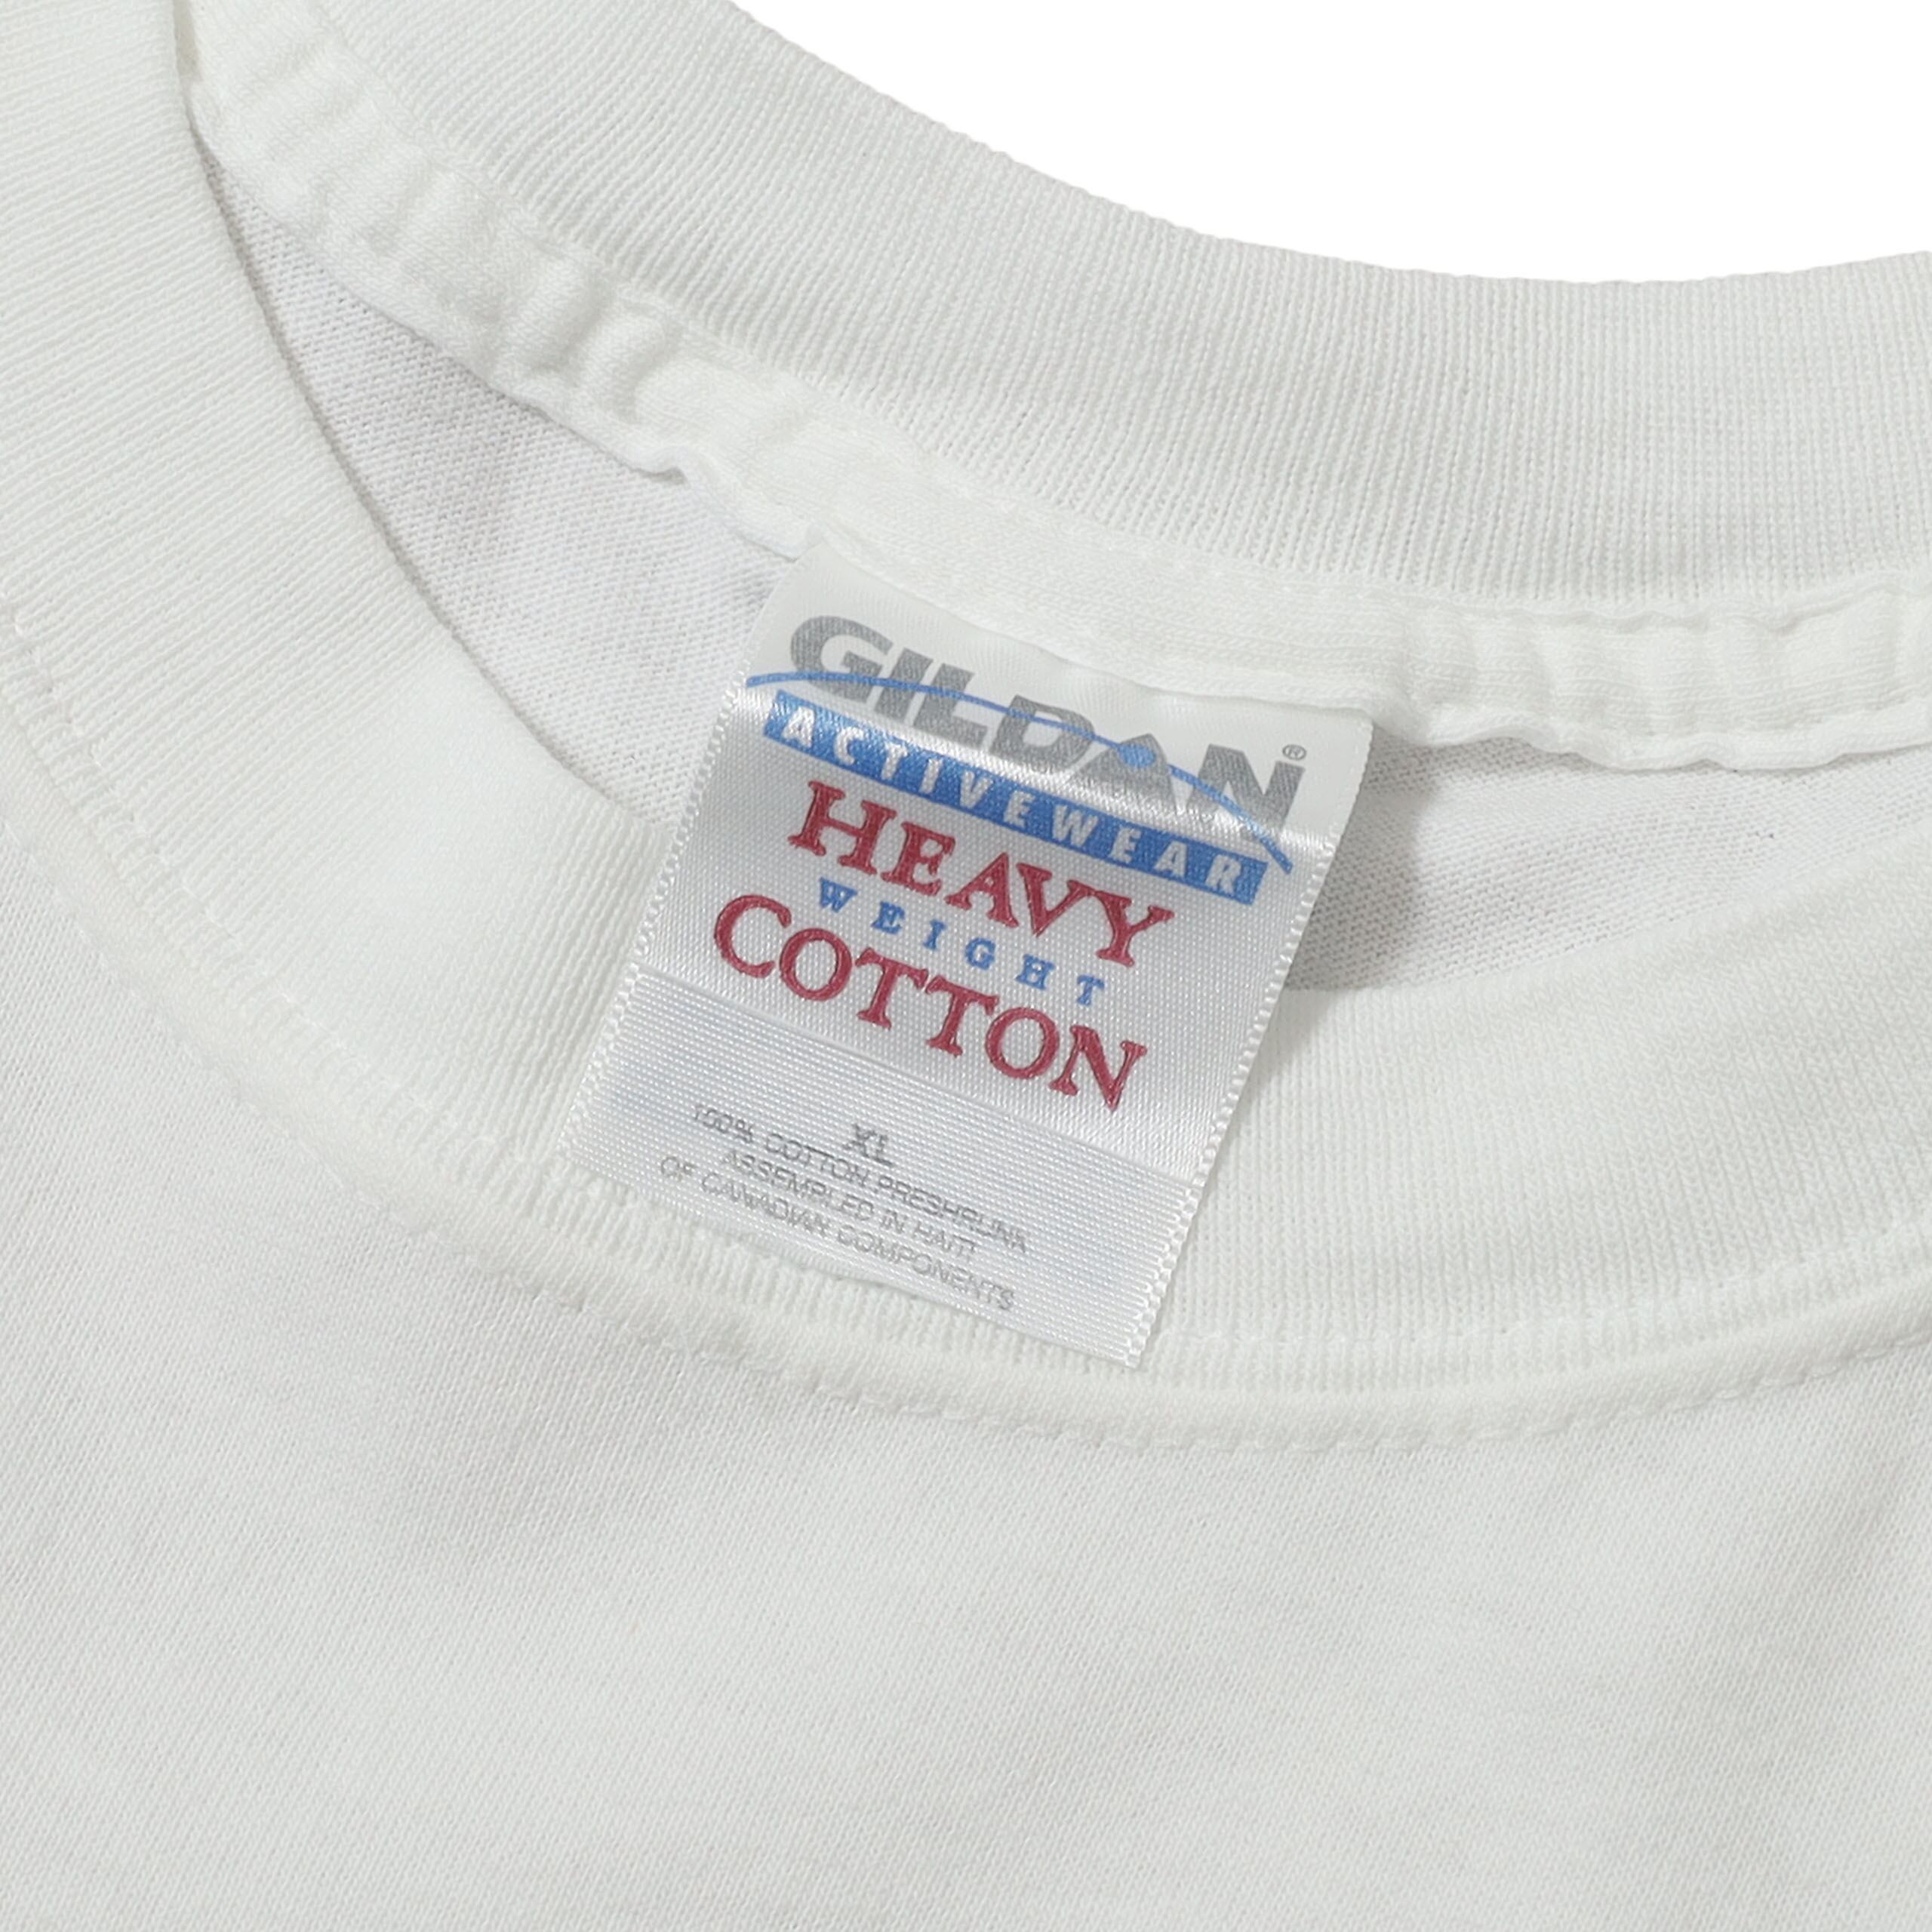 GILDAN®
ACTIVEWEAR
HEAVY
WEIGHT
COTTON
XL
100% COTTON PRESHRUNK
ASSEMBLED IN HAITI
OF CANADIAN COMPONENTS